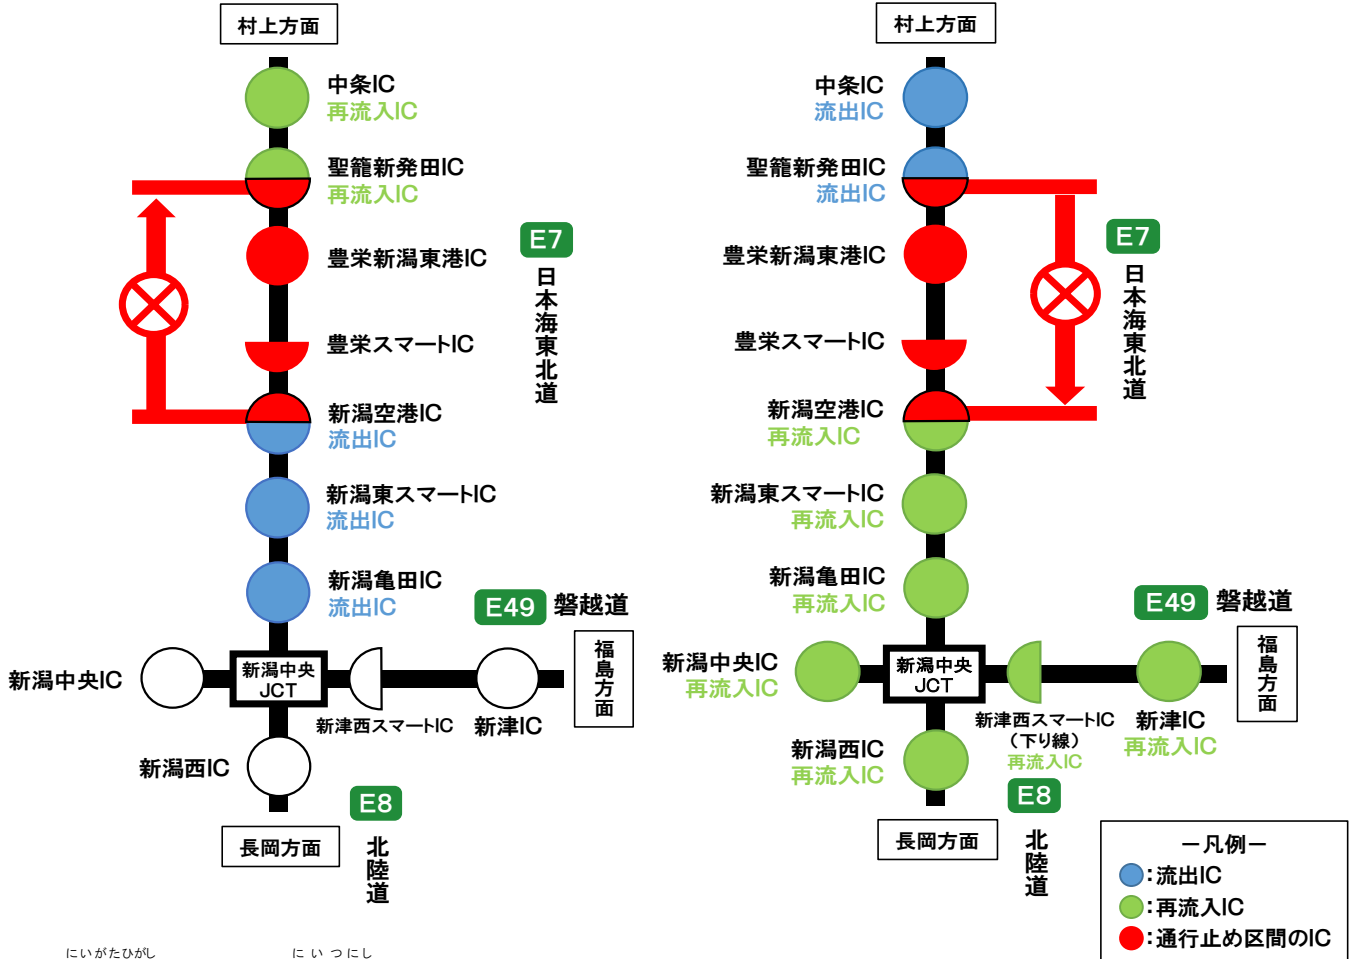 村上方面
中条IC
再流入IC
聖籠新発田IC
再流入IC
豊栄新潟東港IC
E7
日本海東北道
豊栄スマートIC
新潟空港IC
流出IC
新潟東スマートIC
流出IC
新潟亀田IC
流出IC
E49 磐越道
福島方面
新潟中央IC
新潟中央
JCT
新津西スマートIC
新津IC
新潟西IC
E8
北陸道
長岡方面
村上方面
中条IC
流出IC
聖籠新発田IC
流出IC
豊栄新潟東港IC
E7
日本海東北道
豊栄スマートIC
新潟空港IC
再流入IC
新潟東スマートIC
再流入IC
新潟亀田IC
再流入IC
E49 磐越道
福島方面
新潟中央IC
再流入IC
新潟中央
JCT
新津西スマートIC
（下り線）
再流入IC
新津IC
再流入IC
新潟西IC
再流入IC
E8
北陸道
長岡方面
－凡例－
：流出IC
：再流入IC
：通行止め区間のIC
にいがたひがし
にいつにし